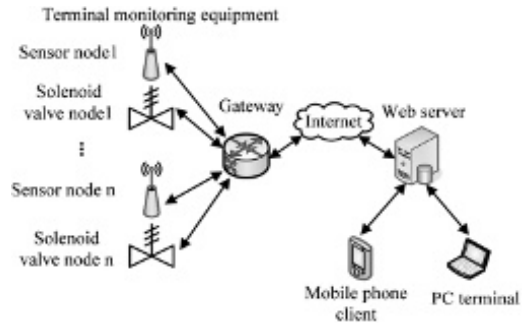 Terminal monitoring equipment
Sensor node1
Solenoid
valve node1
⋮
Sensor node n
Solenoid
valve node n
Gateway
Internet
Web server
Mobile phone
client
PC terminal